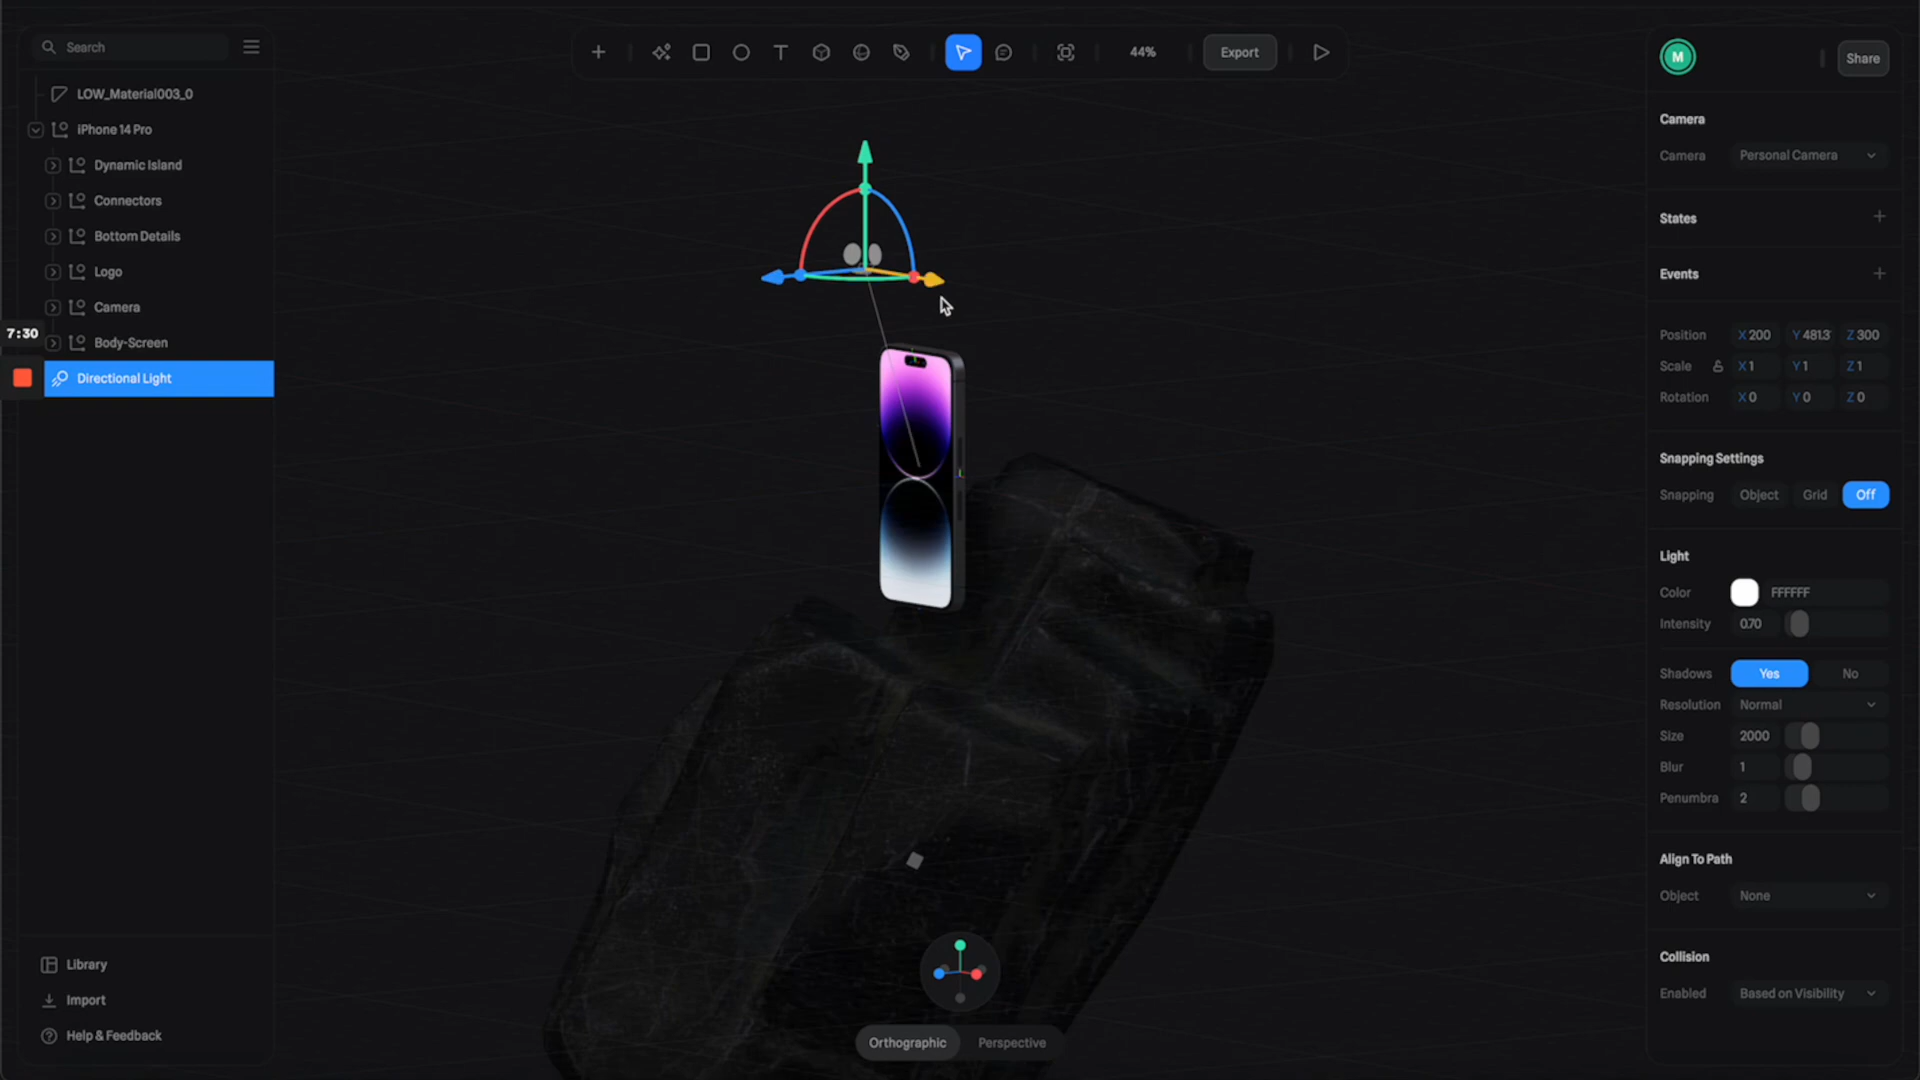 Search
LOW_Material003_0
iPhone 14 Pro
Dynamic Island
Connectors
Bottom Details
Logo
Camera
7:30
Body-Screen
Directional Light
Library
Import
Help & Feedback
44%
Export
Orthographic
Perspective
M
Share
Camera
Camera Personal Camera
States
Events
Position X 200 Y 481.3 Z 300
Scale X 1 Y 1 Z 1
Rotation X 0 Y 0 Z 0
Snapping Settings
Snapping Object Grid Off
Light
Color FFFFFF
Intensity 0.70
Shadows Yes No
Resolution Normal
Size 2000
Blur 1
Penumbra 2
Align To Path
Object None
Collision
Enabled Based on Visibility